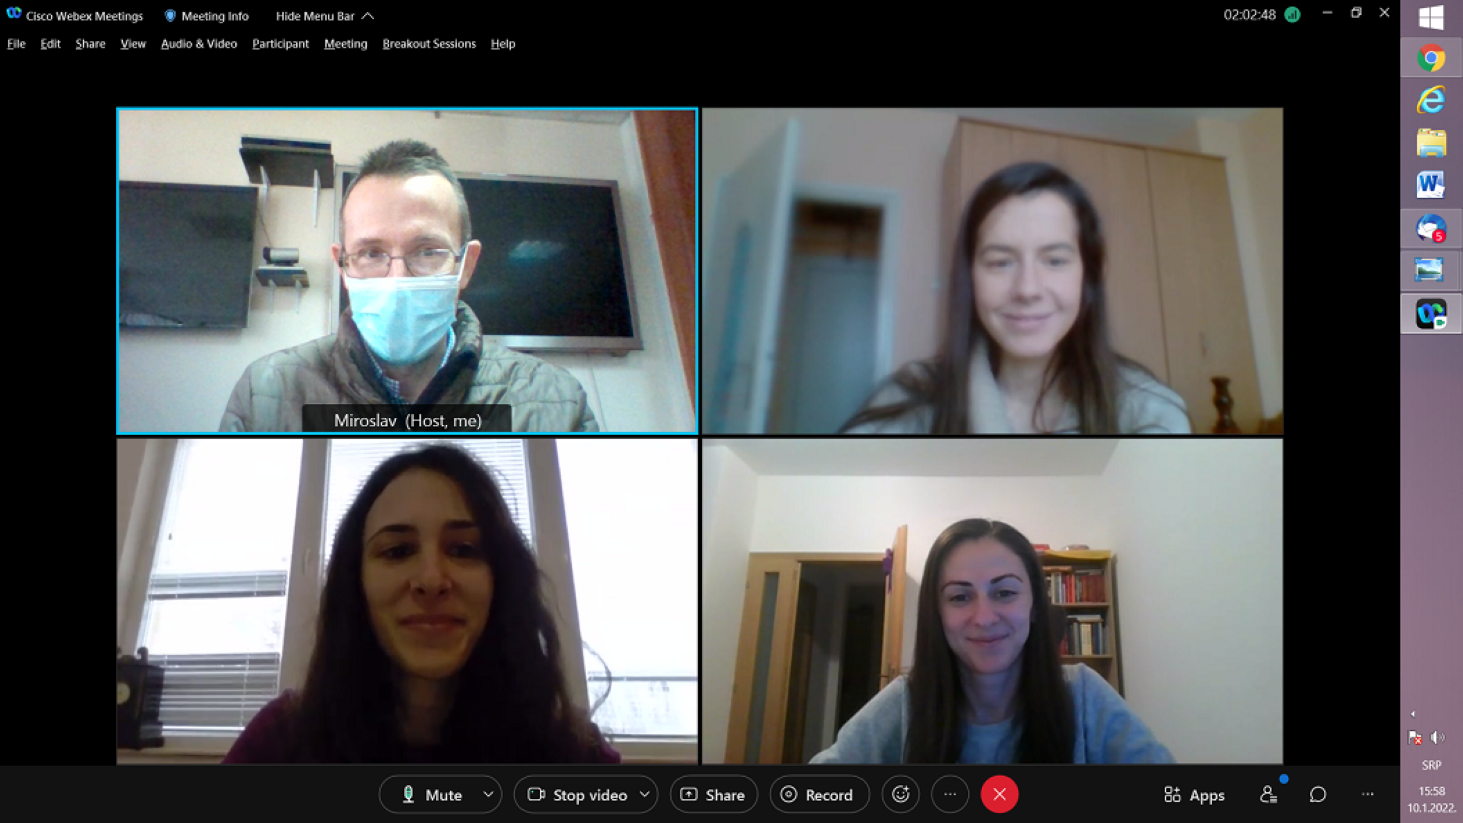 Cisco Webex Meetings
Meeting Info
Hide Menu Bar
02:02:48
File Edit Share View Audio & Video Participant Meeting Breakout Sessions Help
W
5
Miroslav (Host, me)
Mute
Stop video
Share
Record
Apps
SRP
15:58
10.1.2022.